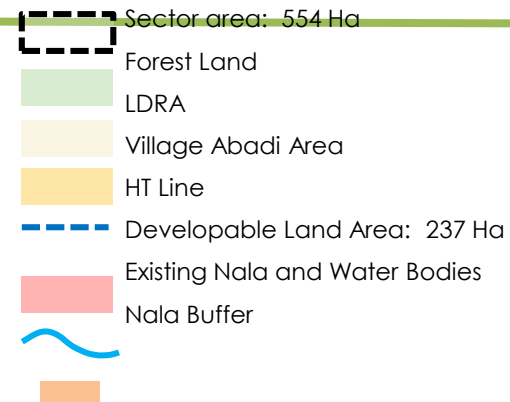 Sector area: 554 Ha
Forest Land
LDRA
Village Abadi Area
HT Line
Developable Land Area: 237 Ha
Existing Nala and Water Bodies
Nala Buffer